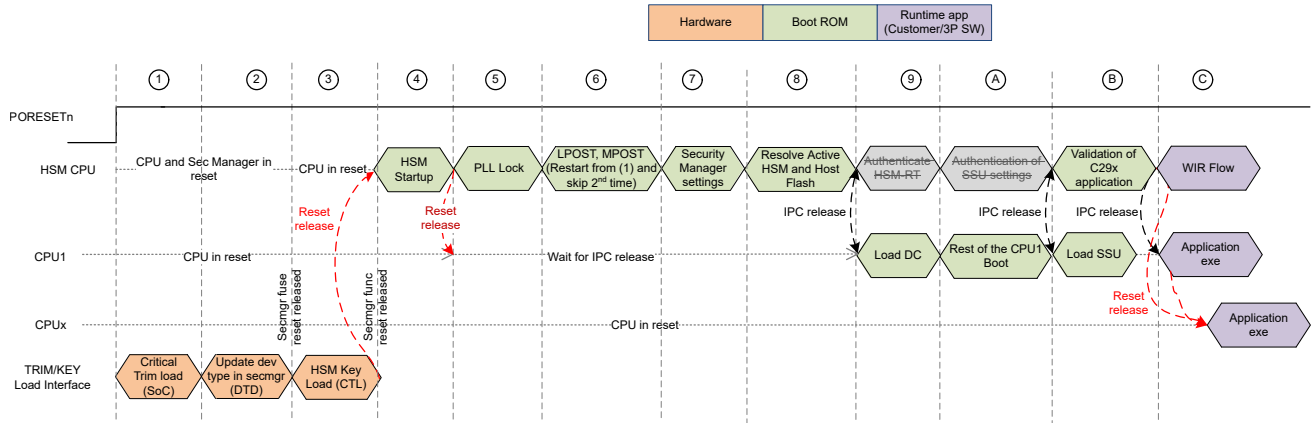 Hardware
Boot ROM
Runtime app
(Customer/3P SW)
1
2
3
4
5
6
7
8
9
A
B
C
PORESETn
HSM CPU
CPU and Sec Manager in
reset
CPU in reset
HSM
Startup
PLL Lock
LPOST, MPOST
(Restart from (1) and
skip 2nd time)
Security
Manager
settings
Resolve Active
HSM and Host
Flash
Authenticate
HSM-RT
Authentication of
SSU settings
Validation of
C29x
application
WIR Flow
Reset
release
Reset
release
IPC release
IPC release
IPC release
CPU1
CPU in reset
Wait for IPC release
Load DC
Rest of the CPU1
Boot
Load SSU
Application
exe
Secmgr fuse
reset released
Secmgr func
reset released
Reset
release
CPUx
CPU in reset
Application
exe
TRIM/KEY
Load Interface
Critical
Trim load
(SoC)
Update dev
type in secmgr
(DTD)
HSM Key
Load (CTL)